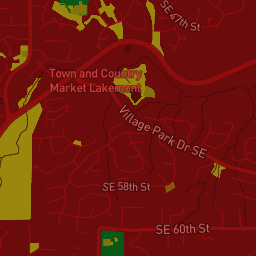 SE 47th St
Town and Country
Market Lakemont
Village Park Dr SE
SE 58th St
SE 60th St